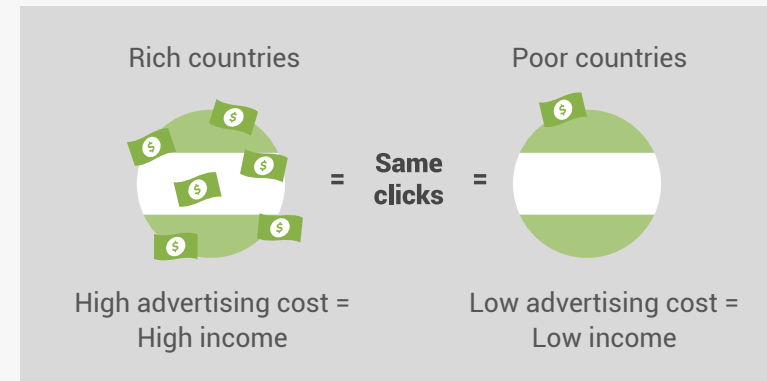 Rich countries
Poor countries
$
$
$
$
$
$
$
=
Same
clicks
=
High advertising cost =
High income
Low advertising cost =
Low income